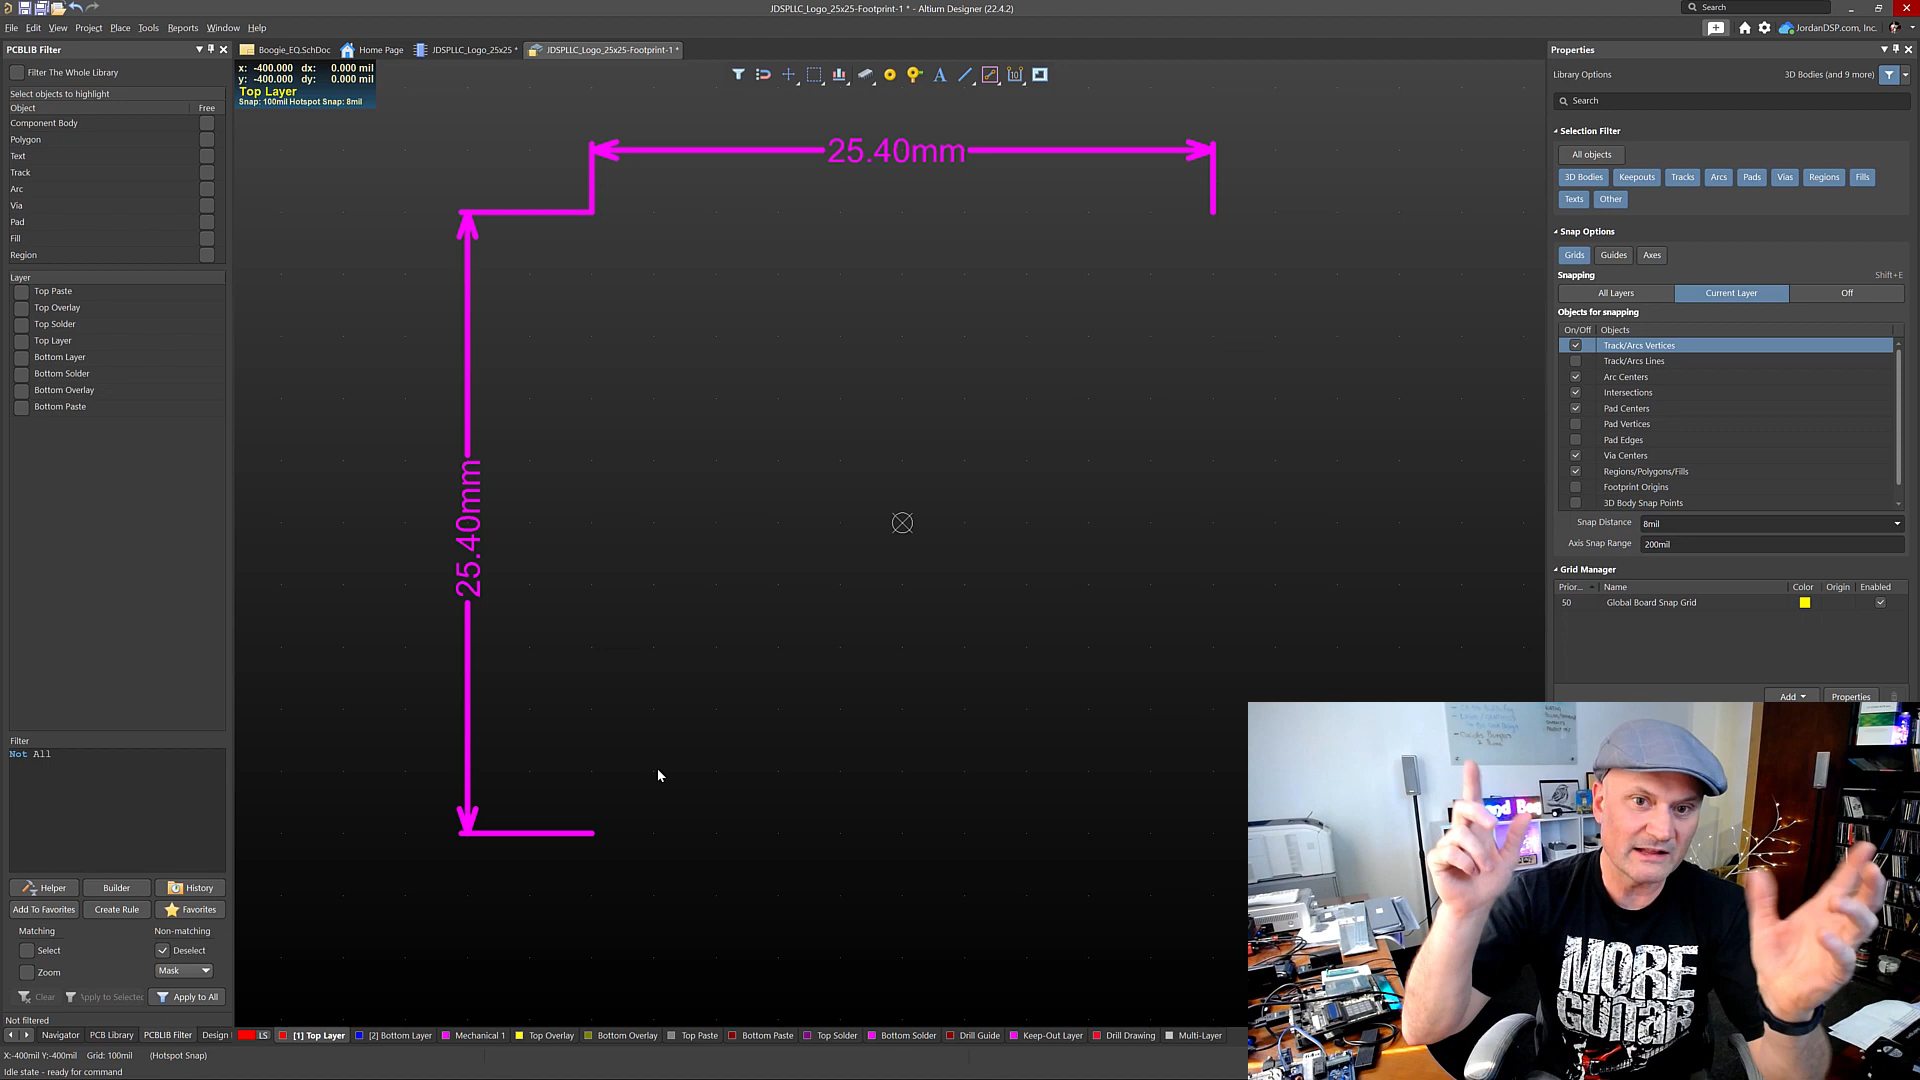 JDSPLLC_Logo_25x25-Footprint-1 * - Altium Designer (22.4.2)
Search
File Edit View Project Place Tools Reports Window Help
JordanDSP.com, Inc.
PCBLIB Filter
Boogie_EQ.SchDoc
Home Page
JDSPLLC_Logo_25x25 *
JDSPLLC_Logo_25x25-Footprint-1 *
Properties
Filter The Whole Library
x: -400.000 dx: 0.000 mil
y: -400.000 dy: 0.000 mil
Top Layer
Snap: 100mil Hotspot Snap: 8mil
Library Options
3D Bodies (and 9 more)
Search
Select objects to highlight
Object Free
Component Body
Polygon
Text
Track
Arc
Via
Pad
Fill
Region
Layer
Top Paste
Top Overlay
Top Solder
Top Layer
Bottom Layer
Bottom Solder
Bottom Overlay
Bottom Paste
25.40mm
25.40mm
Selection Filter
All objects
3D Bodies Keepouts Tracks Arcs Pads Vias Regions Fills
Texts Other
Snap Options
Grids Guides Axes
Snapping Shift+E
All Layers Current Layer Off
Objects for snapping
On/Off Objects
Track/Arcs Vertices
Track/Arcs Lines
Arc Centers
Intersections
Pad Centers
Pad Vertices
Pad Edges
Via Centers
Regions/Polygons/Fills
Footprint Origins
3D Body Snap Points
Snap Distance 8mil
Axis Snap Range 200mil
Grid Manager
Prior... Name Color Origin Enabled
50 Global Board Snap Grid
Add Properties
Filter
Not All
Helper Builder History
Add To Favorites Create Rule Favorites
Matching Non-matching
Select Deselect
Zoom Mask
Clear Apply to Selected Apply to All
Not filtered
Navigator PCB Library PCBLIB Filter Design
LS [1] Top Layer [2] Bottom Layer Mechanical 1 Top Overlay Bottom Overlay Top Paste Bottom Paste Top Solder Bottom Solder Drill Guide Keep-Out Layer Drill Drawing Multi-Layer
X:-400mil Y:-400mil Grid: 100mil (Hotspot Snap)
Idle state - ready for command
MORE
GUITAR